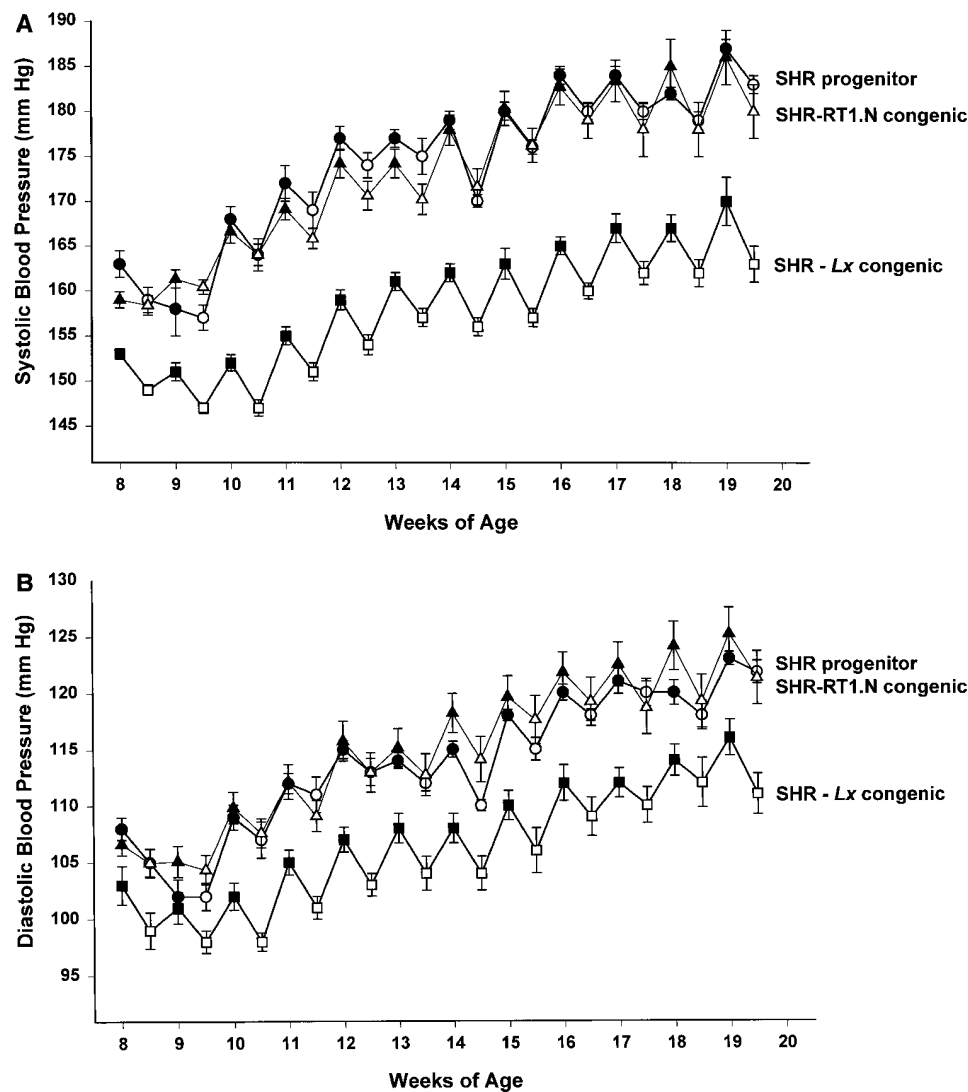 A
190
185
180
175
170
165
160
155
150
145
Systolic Blood Pressure (mm Hg)
SHR progenitor
SHR-RT1.N congenic
SHR - Lx congenic
8 9 10 11 12 13 14 15 16 17 18 19 20
Weeks of Age
B
130
125
120
115
110
105
100
95
Diastolic Blood Pressure (mm Hg)
SHR progenitor
SHR-RT1.N congenic
SHR - Lx congenic
8 9 10 11 12 13 14 15 16 17 18 19 20
Weeks of Age